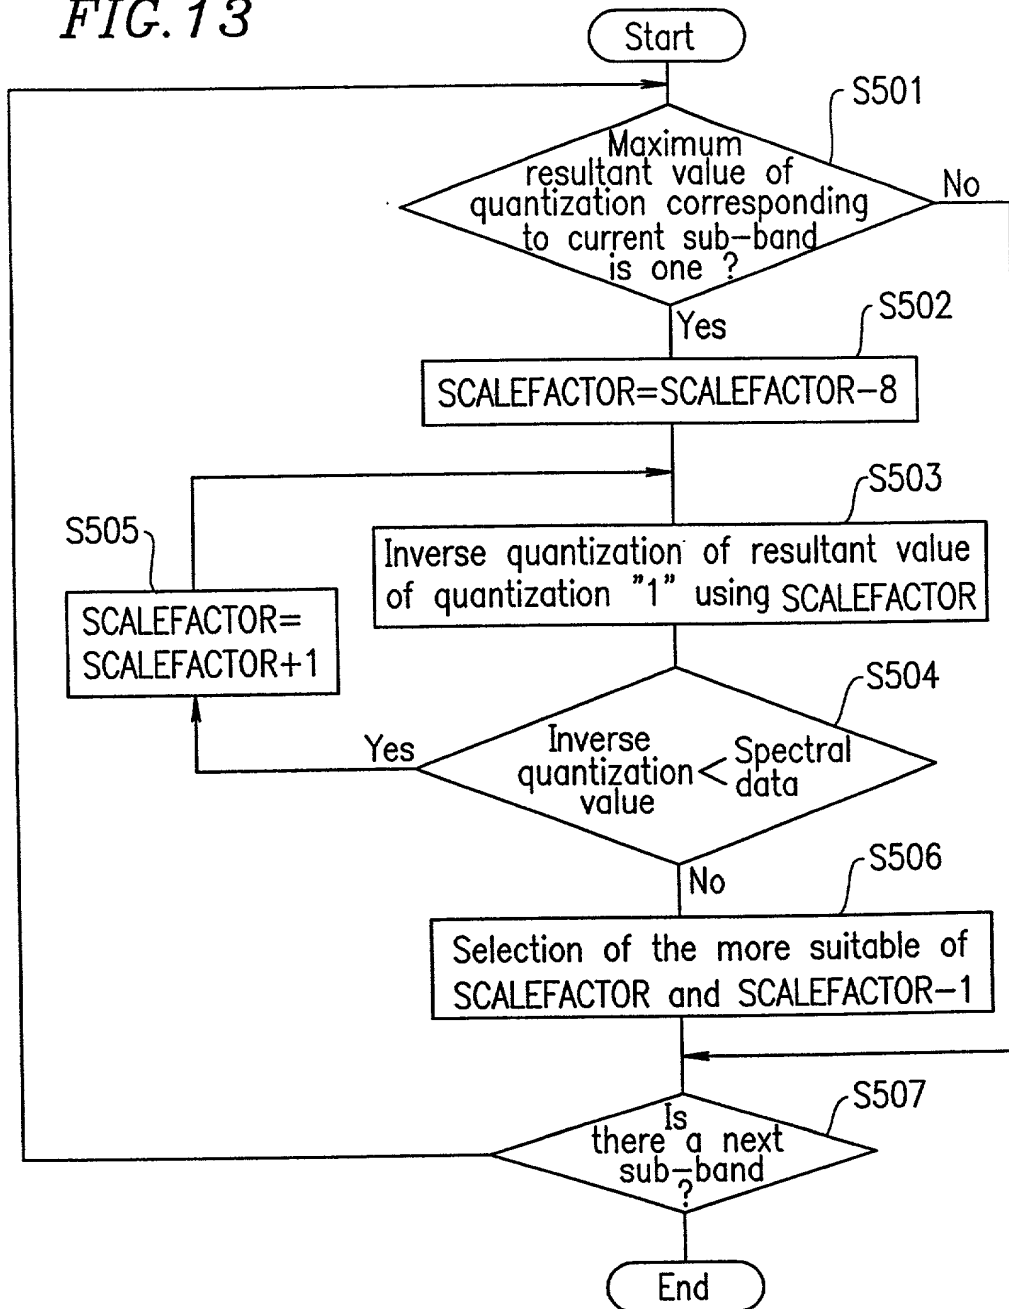 FIG.13
Start
S501
Maximum
resultant value of
quantization corresponding
to current sub-band
is one ?
No
Yes
S502
SCALEFACTOR=SCALEFACTOR-8
S503
Inverse quantization of resultant value
of quantization "1" using SCALEFACTOR
S505
SCALEFACTOR=
SCALEFACTOR+1
S504
Yes
Inverse
quantization
value
<
Spectral
data
No
S506
Selection of the more suitable of
SCALEFACTOR and SCALEFACTOR-1
S507
Is
there a next
sub-band
?
End